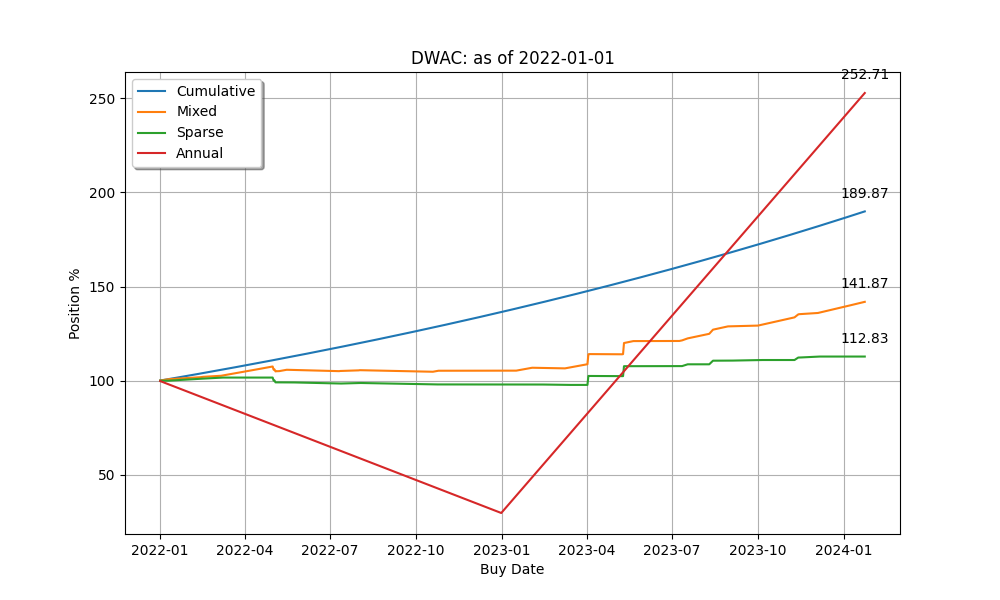 DWAC: as of 2022-01-01
252.71
250
Cumulative
Mixed
Sparse
Annual
200
189.87
150
141.87
112.83
100
50
Position %
2022-01 2022-04 2022-07 2022-10 2023-01 2023-04 2023-07 2023-10 2024-01
Buy Date